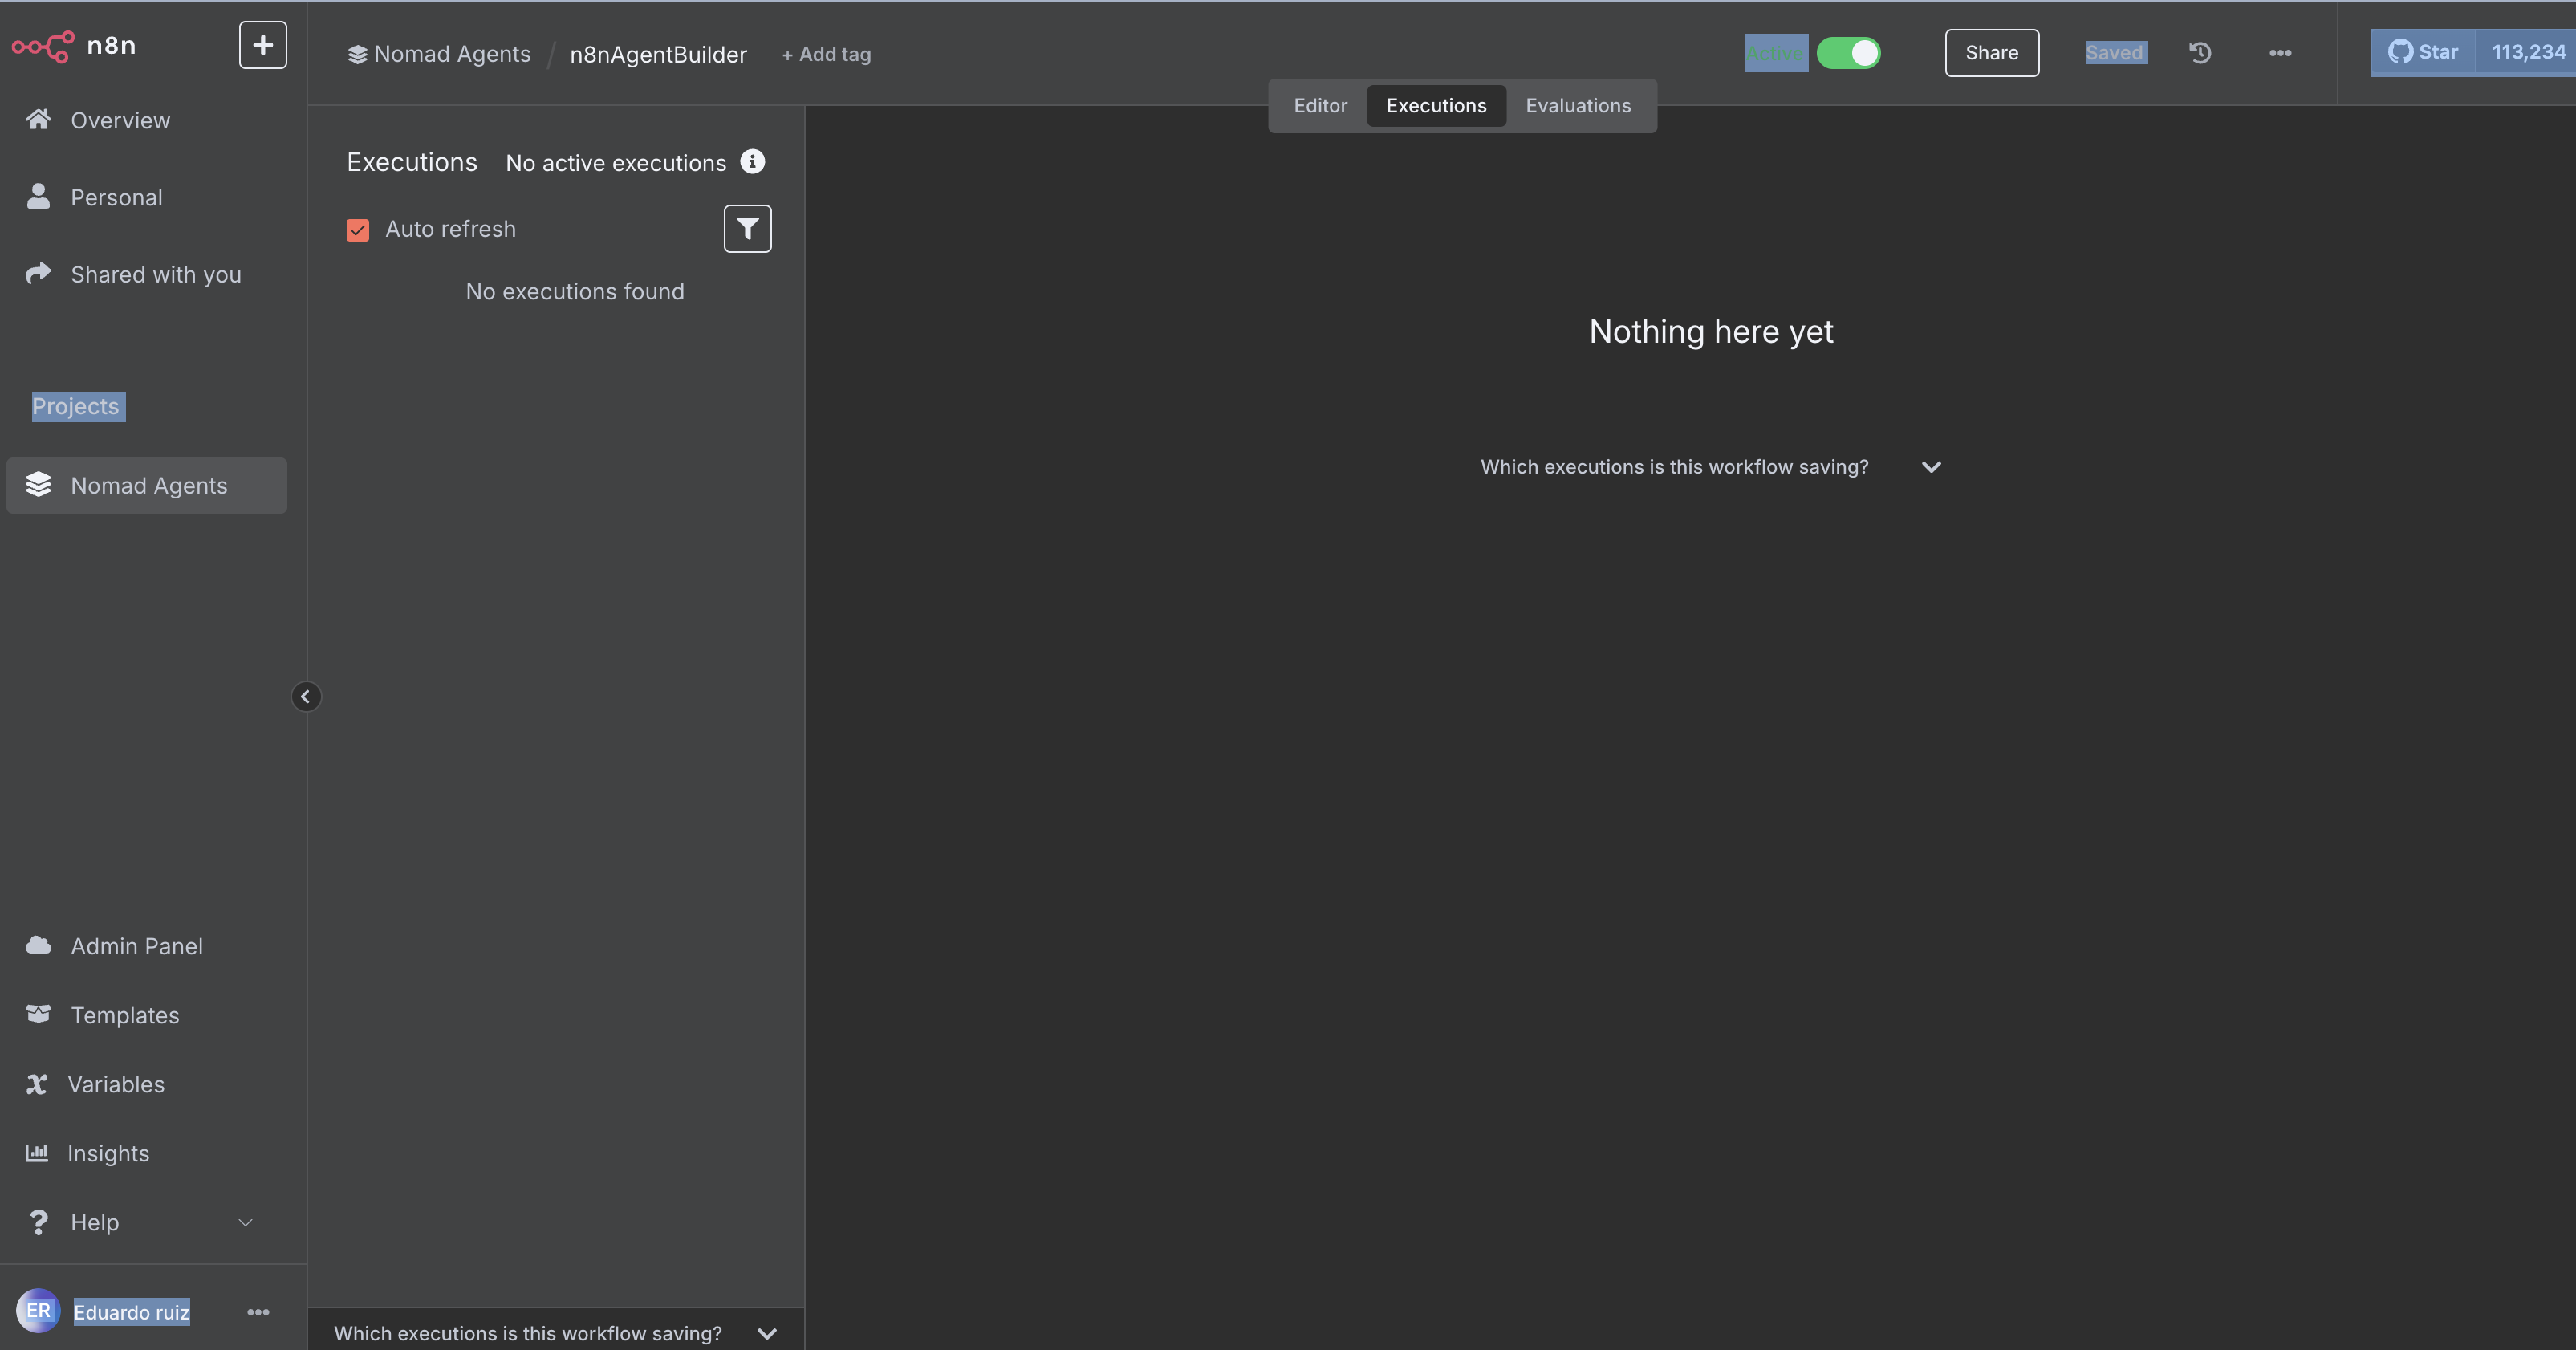 n8n
Overview
Personal
Shared with you
Projects
Nomad Agents
Admin Panel
Templates
Variables
Insights
Help
ER Eduardo ruiz
Nomad Agents / n8nAgentBuilder + Add tag
Active Share Saved Star 113,234
Editor Executions Evaluations
Executions No active executions
Auto refresh
No executions found
Which executions is this workflow saving?
Nothing here yet
Which executions is this workflow saving?